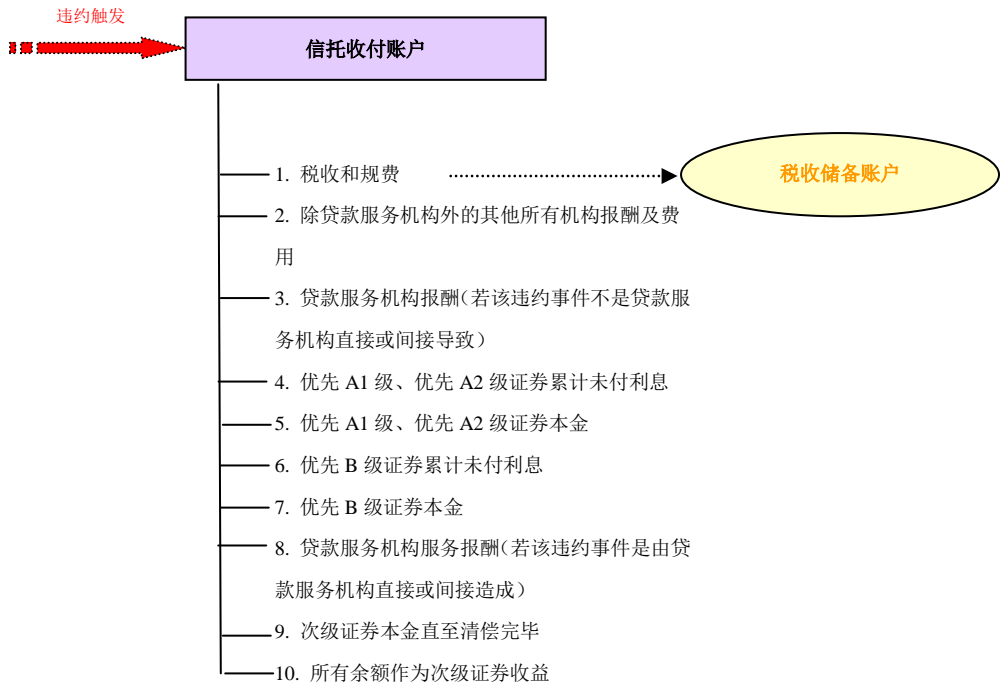 违约触发
信托收付账户
1. 税收和规费
税收储备账户
2. 除贷款服务机构外的其他所有机构报酬及费
用
3. 贷款服务机构报酬（若该违约事件不是贷款服
务机构直接或间接导致）
4. 优先 A1 级、优先 A2 级证券累计未付利息
5. 优先 A1 级、优先 A2 级证券本金
6. 优先 B 级证券累计未付利息
7. 优先 B 级证券本金
8. 贷款服务机构服务报酬（若该违约事件是由贷
款服务机构直接或间接造成）
9. 次级证券本金直至清偿完毕
10. 所有余额作为次级证券收益